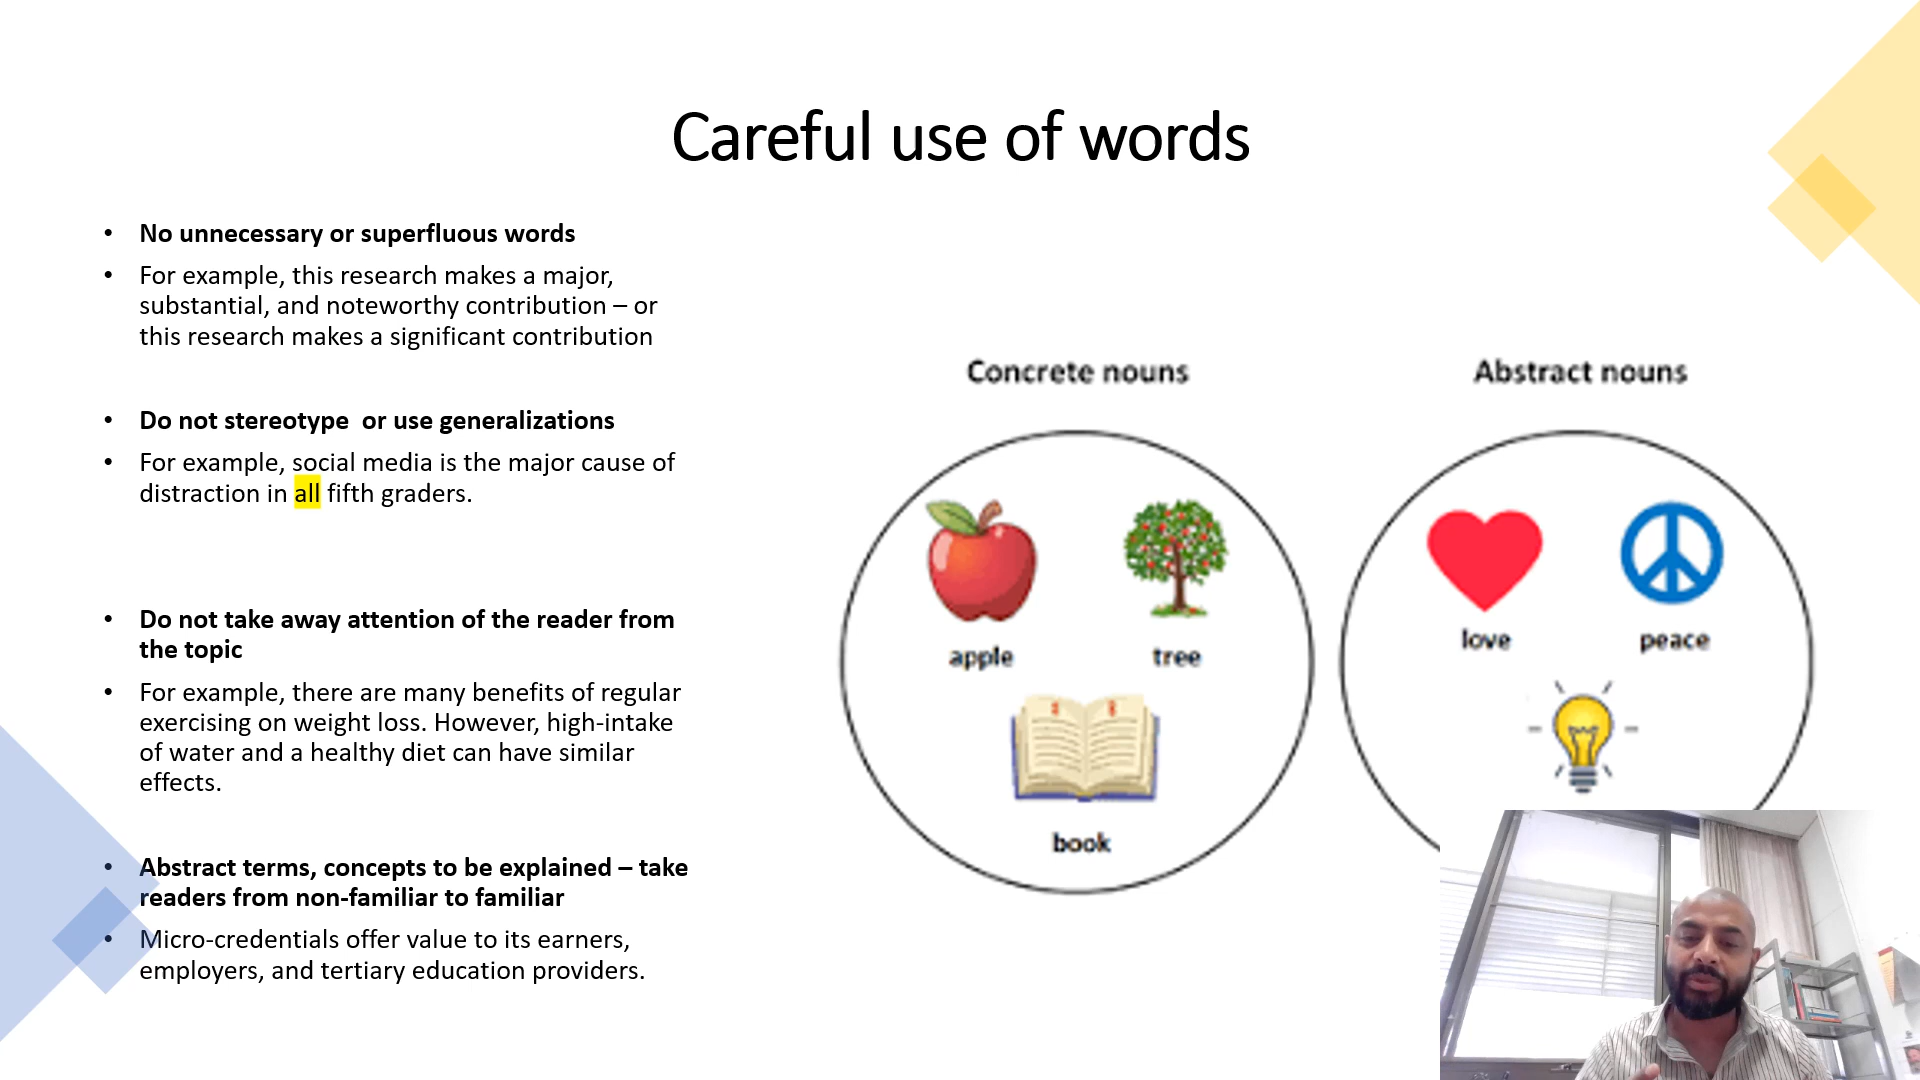 Careful use of words
• No unnecessary or superfluous words
• For example, this research makes a major,
substantial, and noteworthy contribution – or
this research makes a significant contribution
• Do not stereotype  or use generalizations
• For example, social media is the major cause of
distraction in all fifth graders.
• Do not take away attention of the reader from
the topic
• For example, there are many benefits of regular
exercising on weight loss. However, high-intake
of water and a healthy diet can have similar
effects.
• Abstract terms, concepts to be explained – take
readers from non-familiar to familiar
• Micro-credentials offer value to its earners,
employers, and tertiary education providers.
Concrete nouns
apple
tree
book
Abstract nouns
love
peace